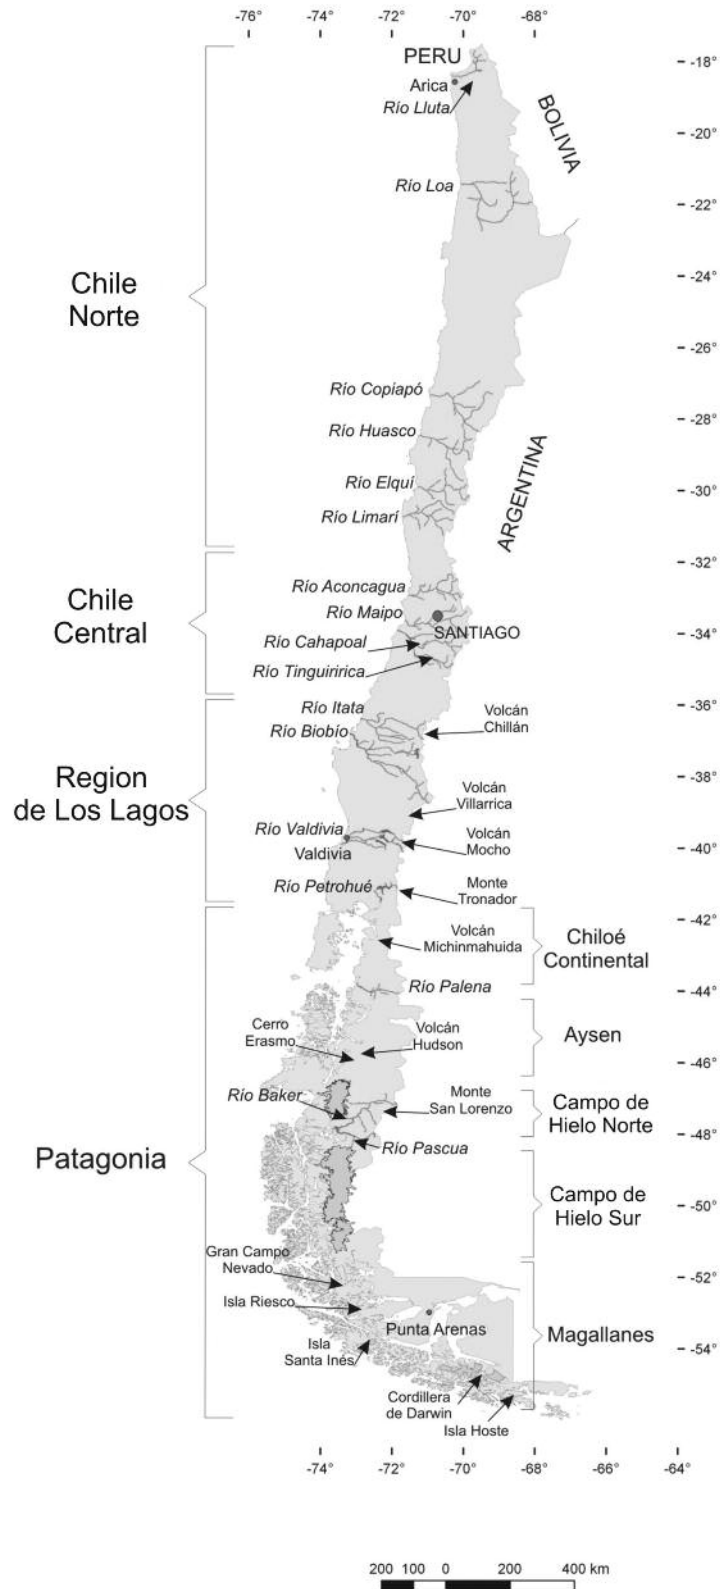 -76°
-74°
-72°
-70°
-68°
PERU
-18°
Arica
Río Lluta
BOLIVIA
-20°
Río Loa
-22°
-24°
Chile
Norte
-26°
Río Copiapó
-28°
Río Huasco
ARGENTINA
Río Elquí
-30°
Río Limarí
-32°
Río Aconcagua
Chile
Central
Río Maipo
SANTIAGO
-34°
Río Cahapoal
Río Tinguiririca
Río Itata
-36°
Volcán
Chillán
Río Biobío
-38°
Region
de Los Lagos
Volcán
Villarrica
Río Valdivia
Volcán
Mocho
Valdivia
-40°
Río Petrohué
Monte
Tronador
-42°
Volcán
Michinmahuida
Chiloé
Continental
Río Palena
-44°
Cerro
Erasmo
Volcán
Hudson
Aysen
-46°
Río Baker
Monte
San Lorenzo
Campo de
Hielo Norte
-48°
Río Pascua
Patagonia
Campo de
Hielo Sur
-50°
Gran Campo
Nevado
-52°
Isla Riesco
Punta Arenas
Magallanes
Isla
Santa Inés
-54°
Cordillera
de Darwin
Isla Hoste
-74°
-72°
-70°
-68°
-66°
-64°
200 100 0 200 400 km